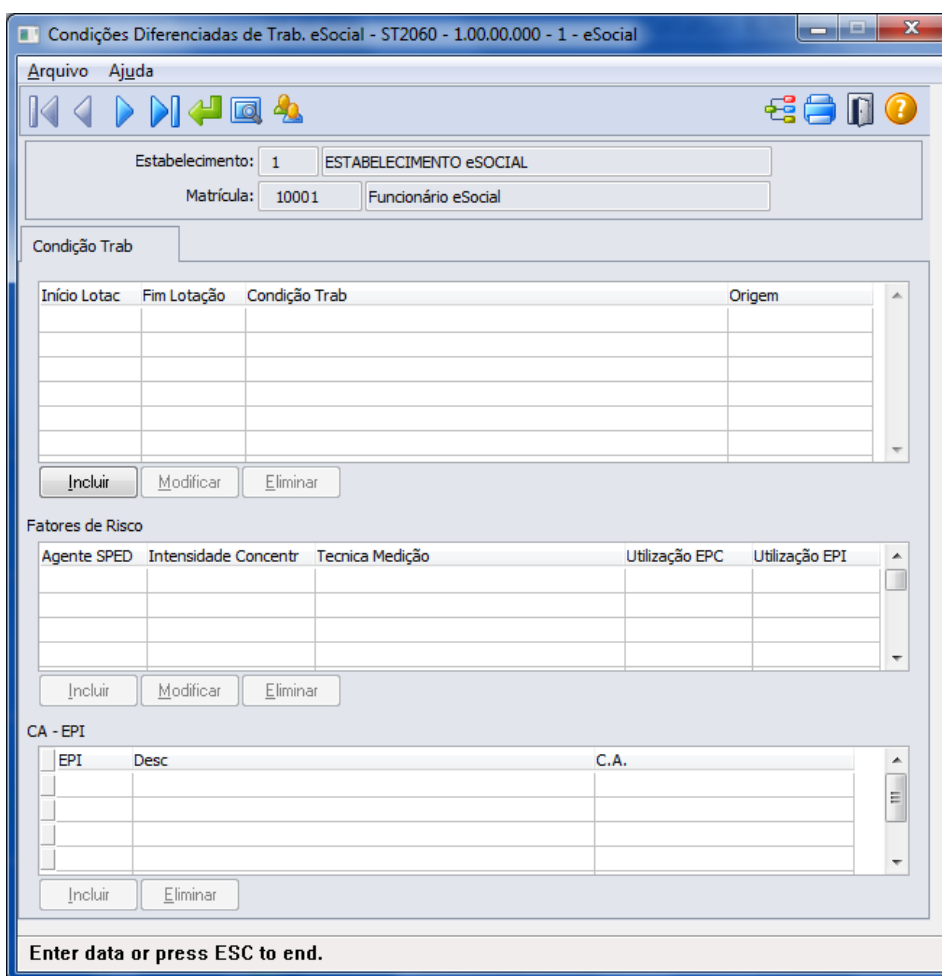 Condições Diferenciadas de Trab. eSocial - ST2060 - 1.00.00.000 - 1 - eSocial
Arquivo Ajuda
Estabelecimento: 1 ESTABELECIMENTO eSOCIAL
Matrícula: 10001 Funcionário eSocial
Condição Trab
Início Lotac Fim Lotação Condição Trab Origem
Incluir Modificar Eliminar
Fatores de Risco
Agente SPED Intensidade Concentr Tecnica Medição Utilização EPC Utilização EPI
Incluir Modificar Eliminar
CA - EPI
EPI Desc C.A.
Incluir Eliminar
Enter data or press ESC to end.